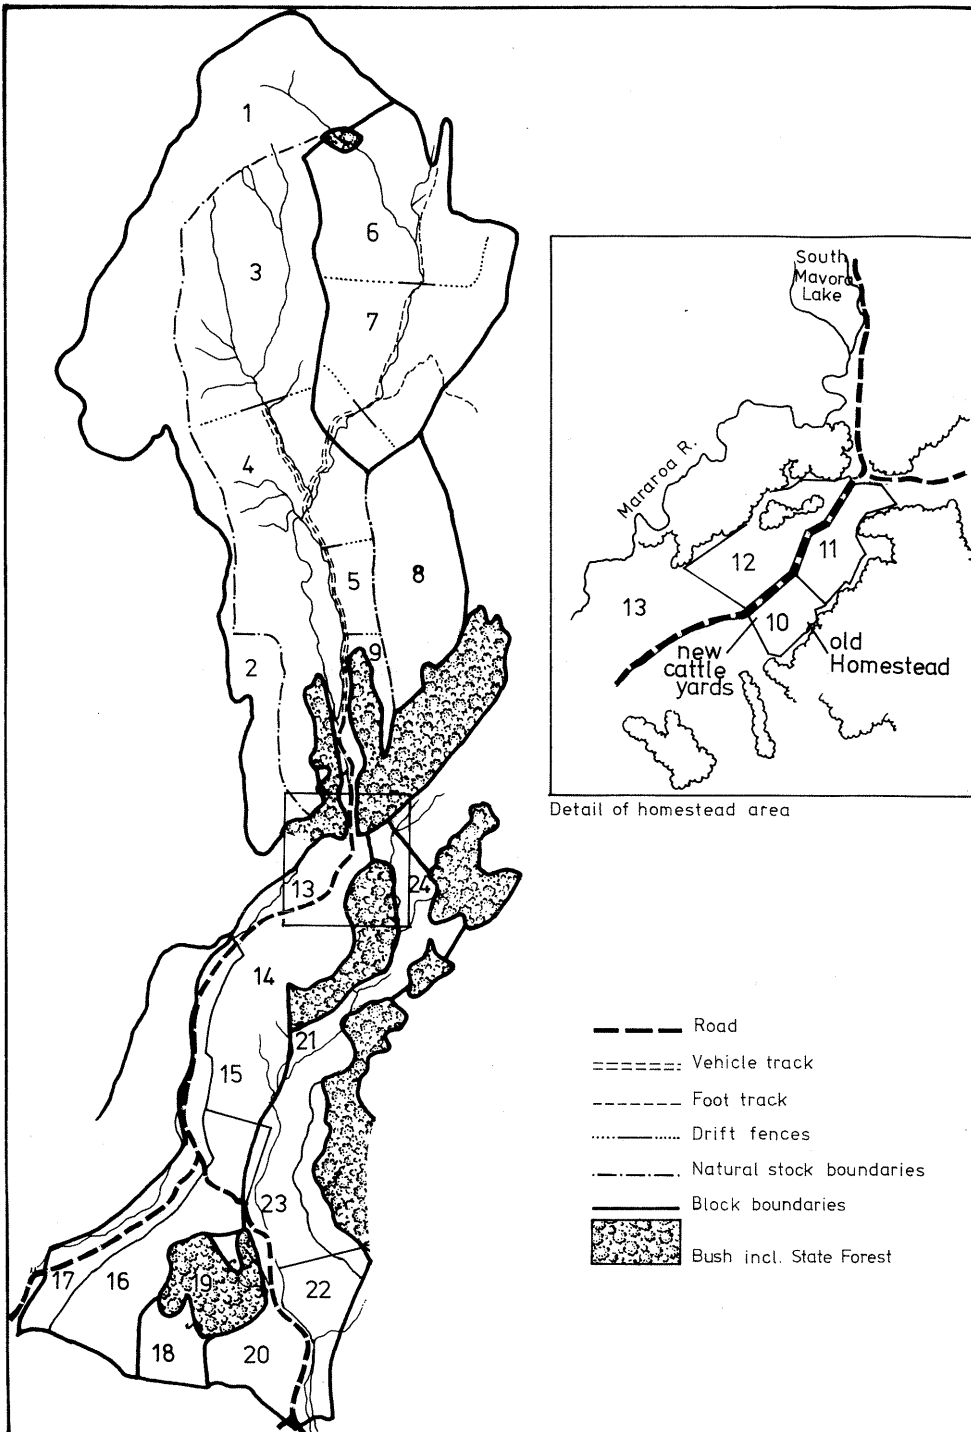 1
3
6
7
4
5
8
9
2
13
24
14
21
15
23
17
16
19
22
18
20
South
Mavora
Lake
Mararoa R.
12
11
13
10
new
cattle
yards
old
Homestead
Detail of homestead area
Road
Vehicle track
Foot track
Drift fences
Natural stock boundaries
Block boundaries
Bush incl. State Forest